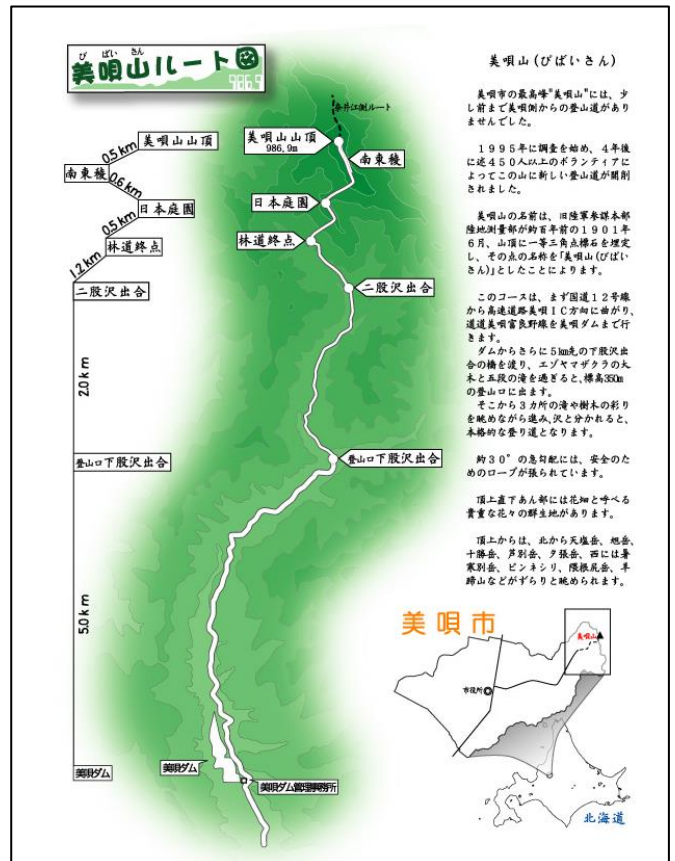 び ばい さん
美唄山ルート図
986.9
美唄山山頂
0.5km
南東稜
0.6km
日本庭園
0.5km
林道終点
1.2km
二股沢出合
2.0km
登山口下股沢出合
5.0km
美唄ダム
奈井江側ルート
美唄山山頂
986,9m
南東稜
日本庭園
林道終点
二股沢出合
登山口下股沢出合
美唄ダム
美唄ダム管理事務所
美唄山(びばいさん)
美唄市の最高峰"美唄山"には、少
し前まで美唄側からの登山道があり
ませんでした。
1995年に調査を始め、4年後
に述450人以上のボランティアに
よってこの山に新しい登山道が開削
されました。
美唄山の名前は、旧陸軍参謀本部
陸地測量部が約百年前の1901年
6月、山頂に一等三角点標石を埋定
し、その点の名称を「美唄山(びばい
さん)」としたことによります。
このコースは、まず国道12号線
から高速道路美唄IC方向に曲がり、
道道美唄富良野線を美唄ダムまで行
きます。
ダムからさらに5km先の下股沢出
合の橋を渡り、エゾヤマザクラの大
木と五段の滝を過ぎると、標高350m
の登山口に出ます。
そこから3カ所の滝や樹木の彩り
を眺めながら進み、沢と分かれると、
本格的な登り道となります。
約30°の急勾配には、安全のた
めのロープが張られています。
頂上直下あん部には花畑と呼べる
貴重な花々の群生地があります。
頂上からは、北から天塩岳、旭岳、
十勝岳、芦別岳、夕張岳、西には暑
寒別岳、ピンネシリ、隈根尻岳、羊
蹄山などがずらりと眺められます。
美唄市
美唄山
市役所
北海道